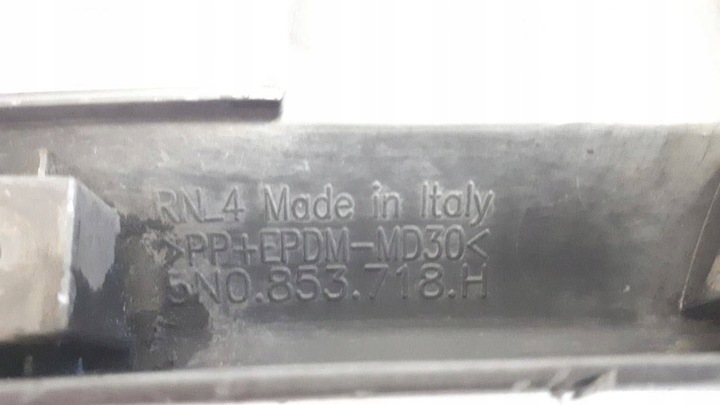 RN_4 Made in Italy
>PP+EPDM-MD30<
5N0.853.718.H